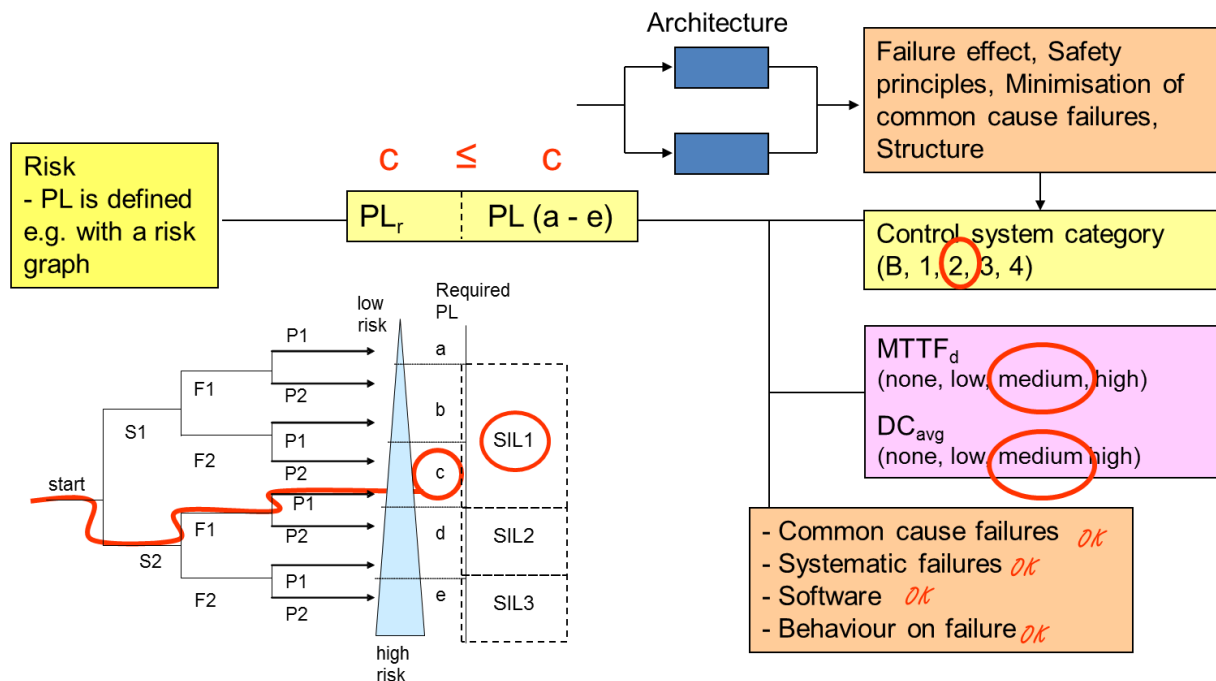 Architecture
Failure effect, Safety
principles, Minimisation of
common cause failures,
Structure
c ≤ c
Risk
- PL is defined
e.g. with a risk
graph
PLr
PL (a - e)
Control system category
(B, 1, 2, 3, 4)
MTTFd
(none, low, medium, high)
DCavg
(none, low, medium high)
- Common cause failures OK
- Systematic failures OK
- Software OK
- Behaviour on failure OK
low
risk
Required
PL
P1
a
F1
P2
b
S1
P1
SIL1
F2
P2
c
start
P1
F1
P2
d
SIL2
S2
P1
F2
P2
e
SIL3
high
risk